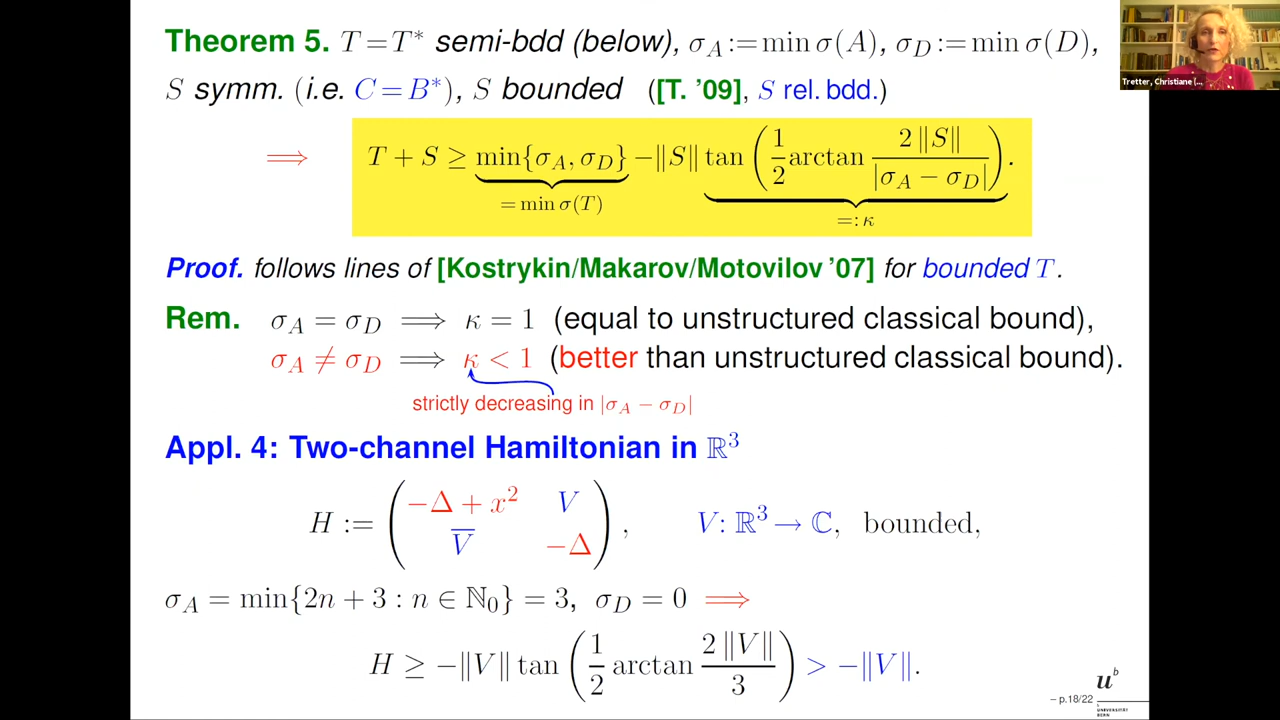 Theorem 5. T = T* semi-bdd (below), σ_A := min σ(A), σ_D := min σ(D),
S symm. (i.e. C = B*), S bounded ([T. '09], S rel. bdd.)
⟹ T + S ≥ min{σ_A, σ_D} − ‖S‖ tan (1/2 arctan 2‖S‖/|σ_A − σ_D|).
= min σ(T) =: κ
Proof. follows lines of [Kostrykin/Makarov/Motovilov '07] for bounded T.
Rem. σ_A = σ_D ⟹ κ = 1 (equal to unstructured classical bound),
σ_A ≠ σ_D ⟹ κ < 1 (better than unstructured classical bound).
strictly decreasing in |σ_A − σ_D|
Appl. 4: Two-channel Hamiltonian in ℝ³
H := ( −Δ + x² V ; V̅ −Δ ), V: ℝ³ → ℂ, bounded,
σ_A = min{2n + 3 : n ∈ ℕ₀} = 3, σ_D = 0 ⟹
H ≥ −‖V‖ tan (1/2 arctan 2‖V‖/3) > −‖V‖.
– p.18/22
u^b
UNIVERSITÄT
BERN
Tretter, Christiane (...